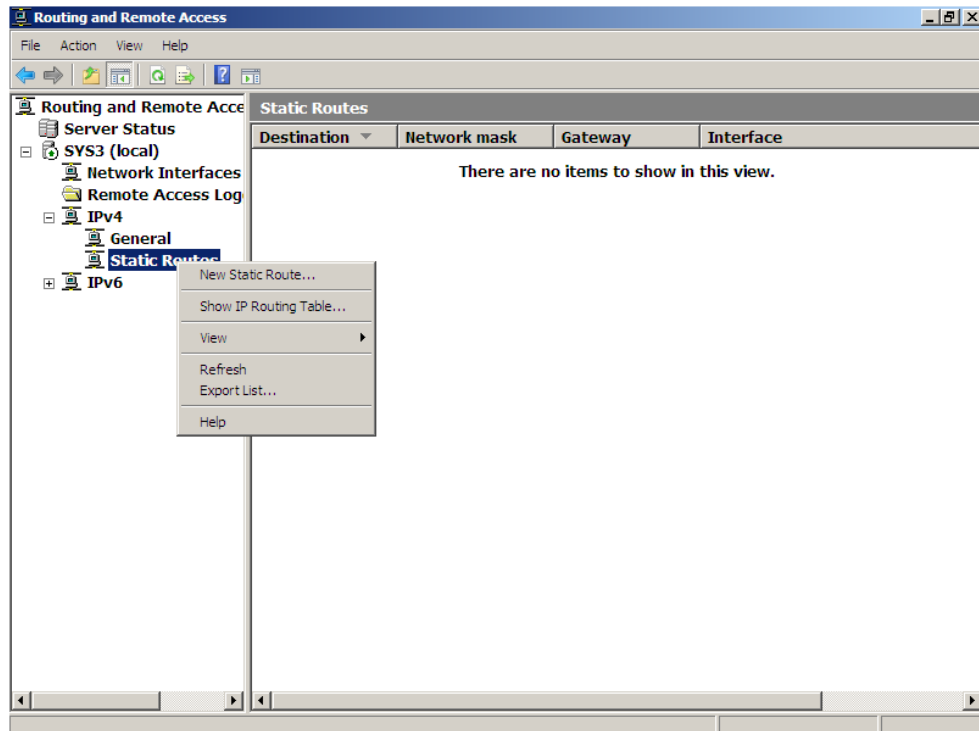 Routing and Remote Access
File Action View Help
Routing and Remote Acce
Server Status
SYS3 (local)
Network Interfaces
Remote Access Log
IPv4
General
Static Routes
IPv6
Static Routes
Destination Network mask Gateway Interface
There are no items to show in this view.
New Static Route...
Show IP Routing Table...
View
Refresh
Export List...
Help